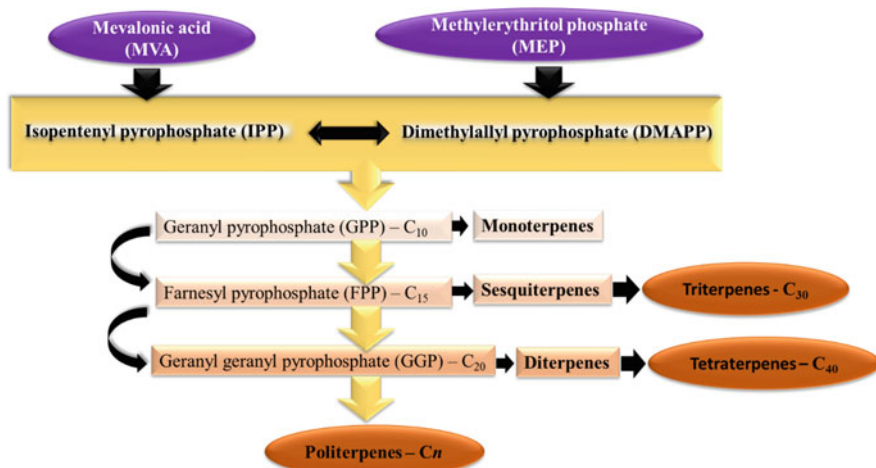 Mevalonic acid
(MVA)
Methylerythritol phosphate
(MEP)
Isopentenyl pyrophosphate (IPP)
Dimethylallyl pyrophosphate (DMAPP)
Geranyl pyrophosphate (GPP) – C10
Monoterpenes
Farnesyl pyrophosphate (FPP) – C15
Sesquiterpenes
Triterpenes - C30
Geranyl geranyl pyrophosphate (GGP) – C20
Diterpenes
Tetraterpenes – C40
Politerpenes – Cn